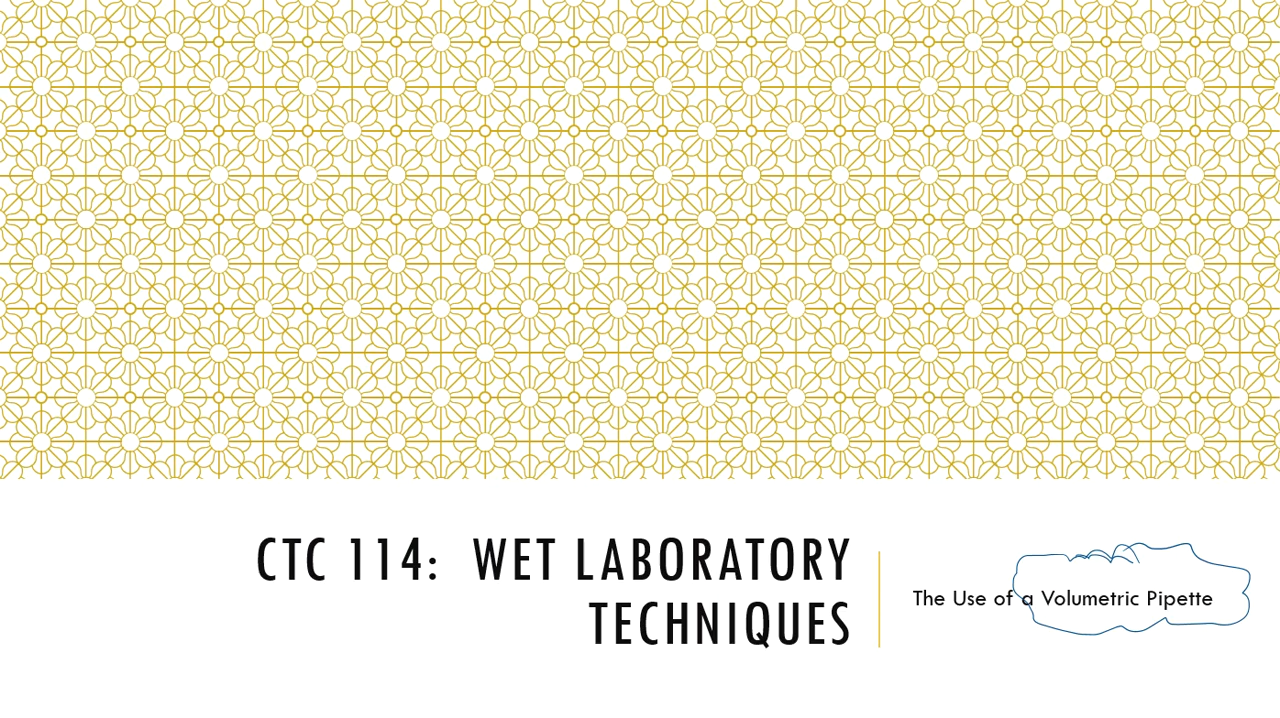 CTC 114:  WET LABORATORY
TECHNIQUES
The Use of a Volumetric Pipette